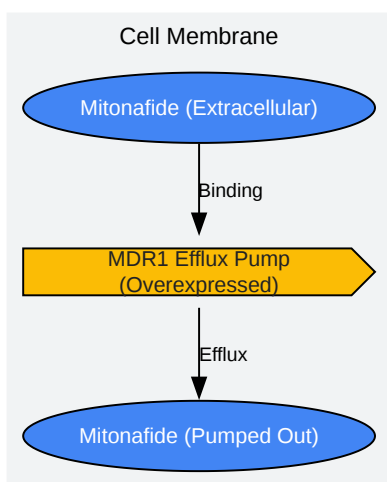 Cell Membrane
Mitonafide (Extracellular)
Binding
MDR1 Efflux Pump
(Overexpressed)
Efflux
Mitonafide (Pumped Out)